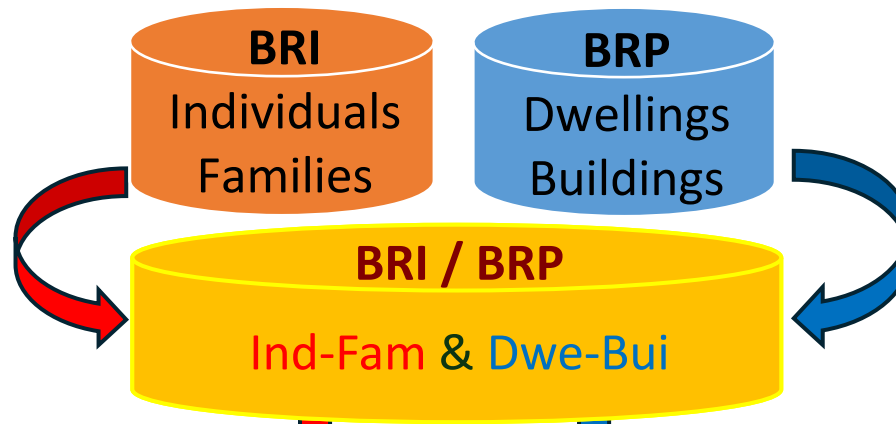 BRI
Individuals
Families
BRP
Dwellings
Buildings
BRI / BRP
Ind-Fam & Dwe-Bui